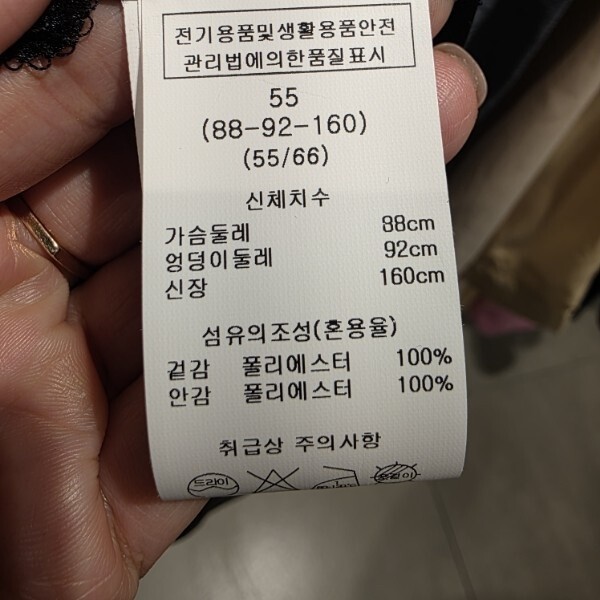 전기용품및생활용품안전
관리법에의한품질표시
55
(88-92-160)
(55/66)
신체치수
가슴둘레 88cm
엉덩이둘레 92cm
신장 160cm
섬유의조성(혼용율)
겉감 폴리에스터 100%
안감 폴리에스터 100%
취급상 주의사항
드라이